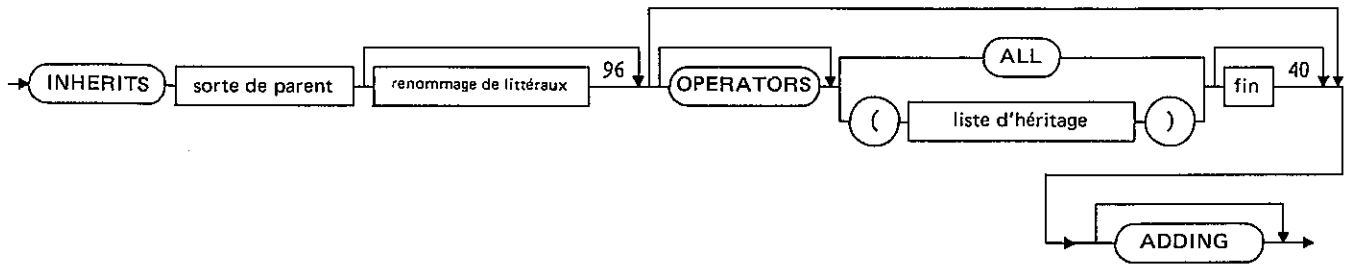 INHERITS
sorte de parent
renommage de littéraux
96
OPERATORS
ALL
(
liste d'héritage
)
fin
40
ADDING